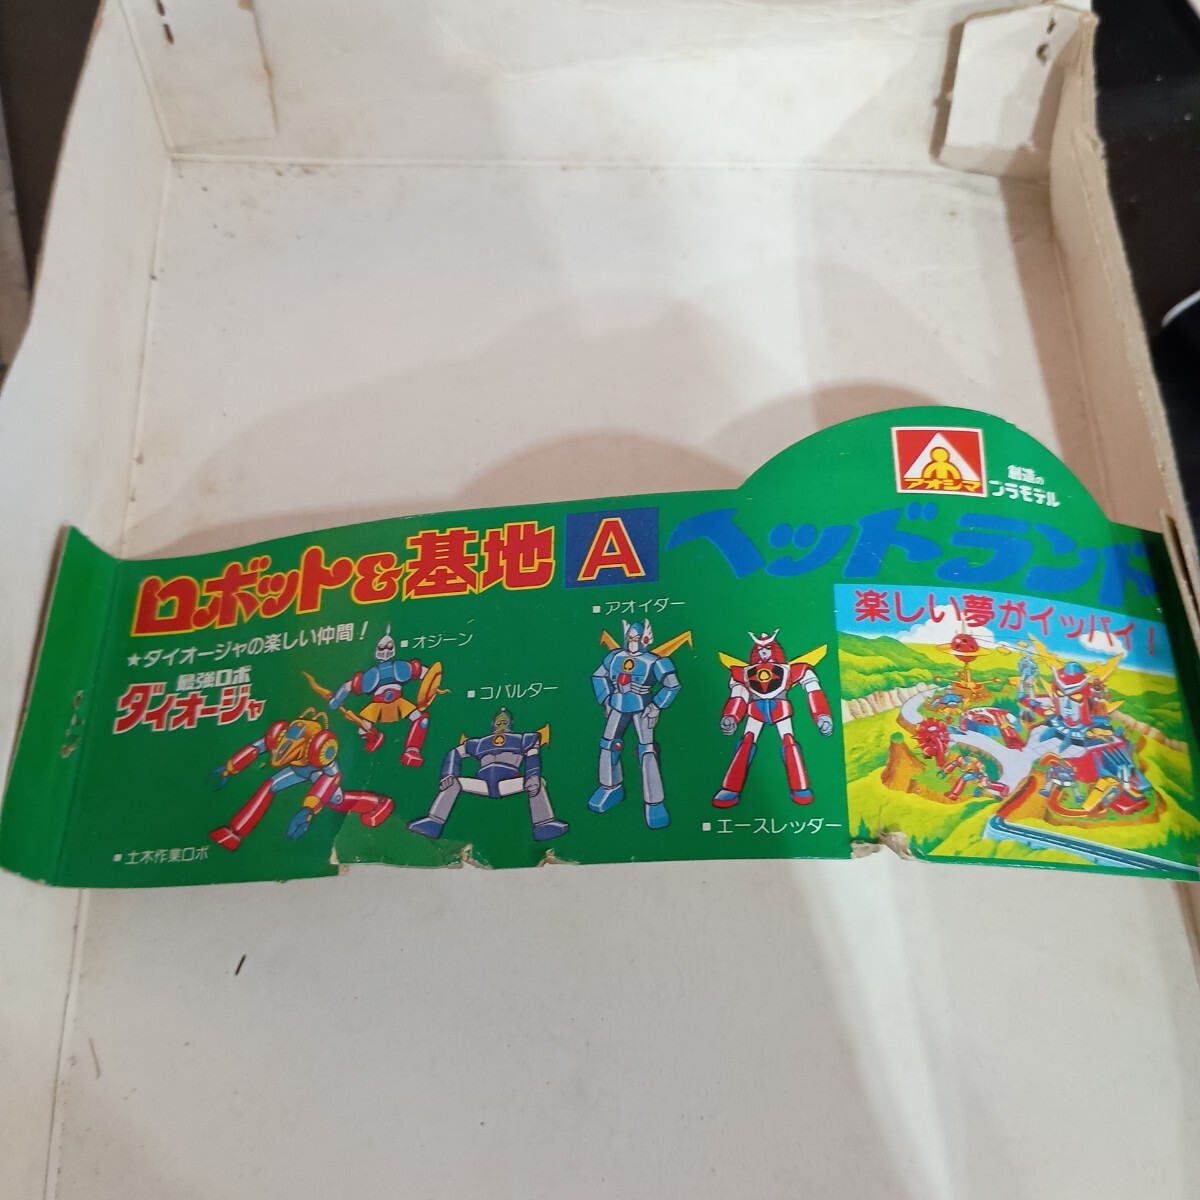 アオシマ
創造の
プラモデル
ロボット&基地 A ヘッドランド
楽しい夢がイッパイ!
★ダイオージャの楽しい仲間!
最強ロボ
ダイオージャ
■オジーン
■コバルター
■アオイダー
■エースレッダー
■土木作業ロボ